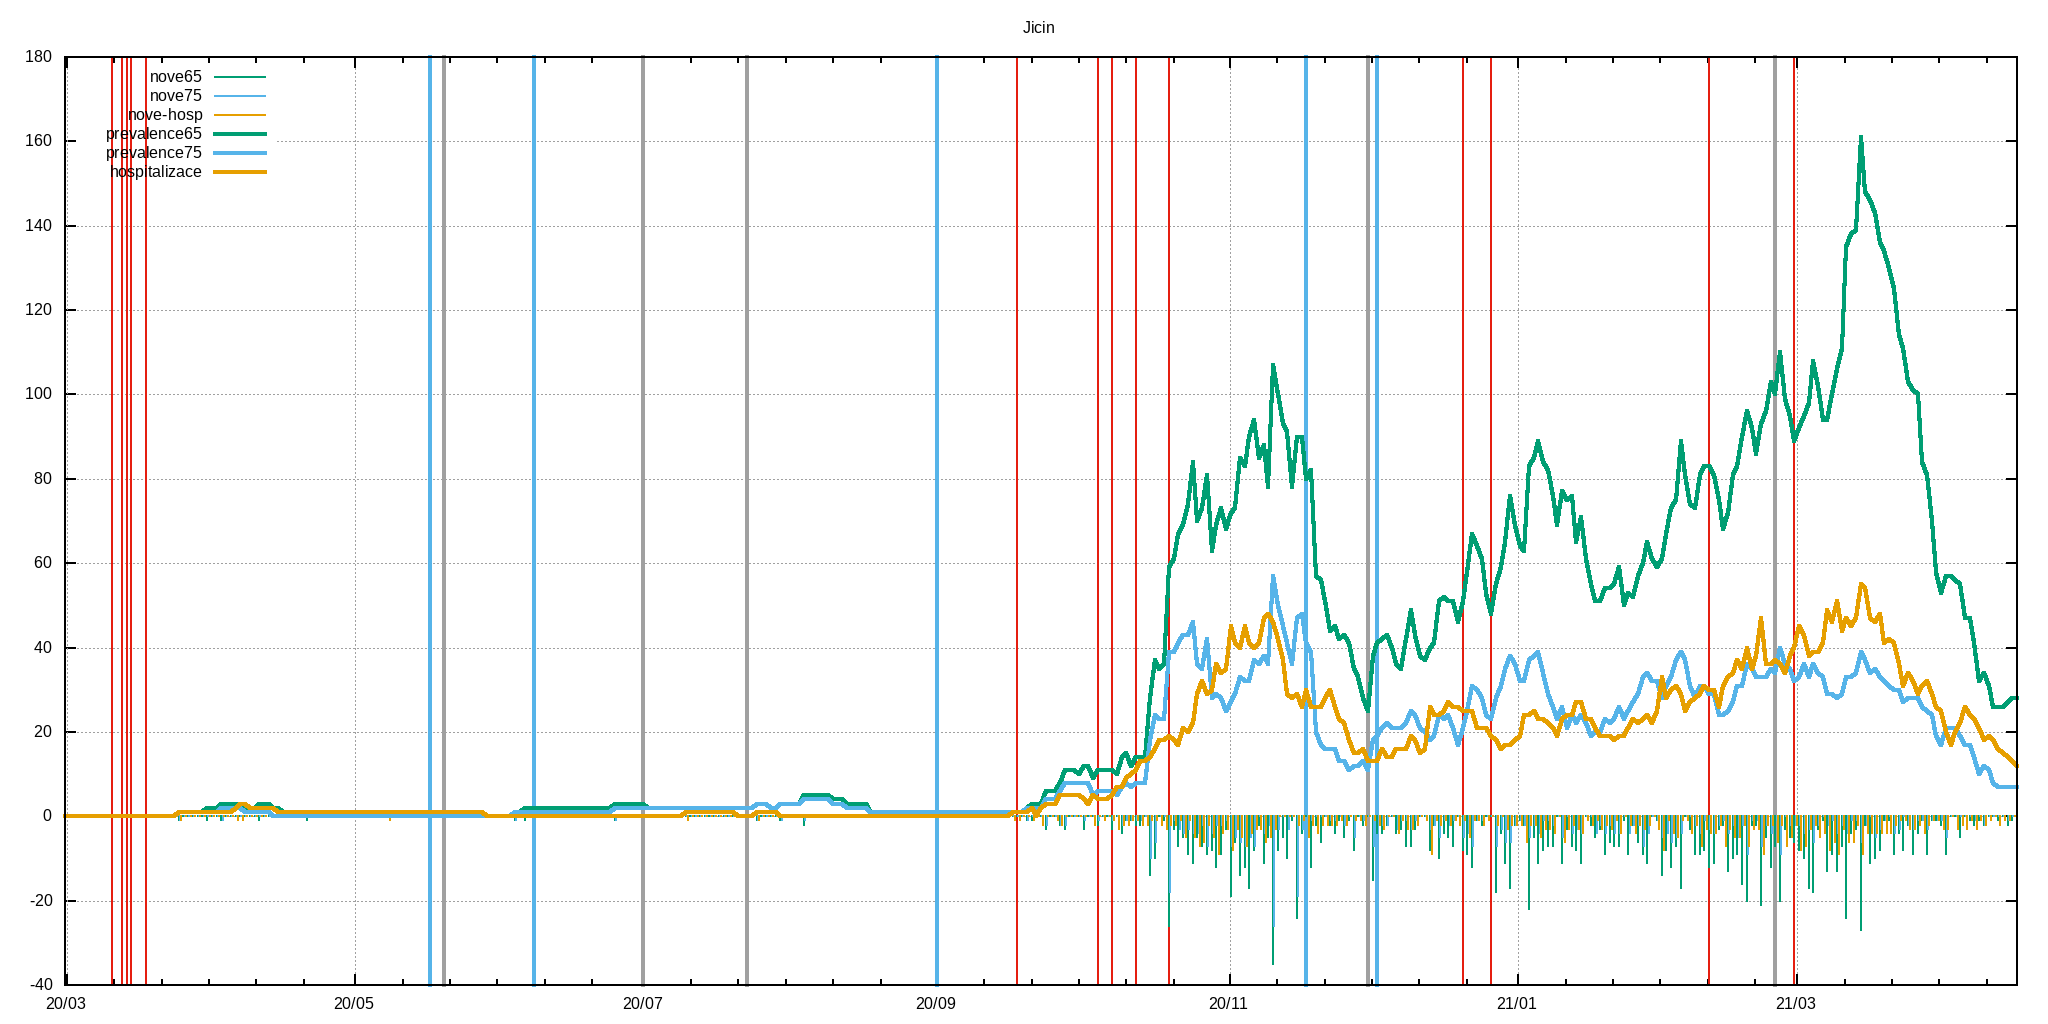 Jicin
180
160
140
120
100
80
60
40
20
0
-20
-40
nove65
nove75
nove-hosp
prevalence65
prevalence75
hospitalizace
20/03 20/05 20/07 20/09 20/11 21/01 21/03